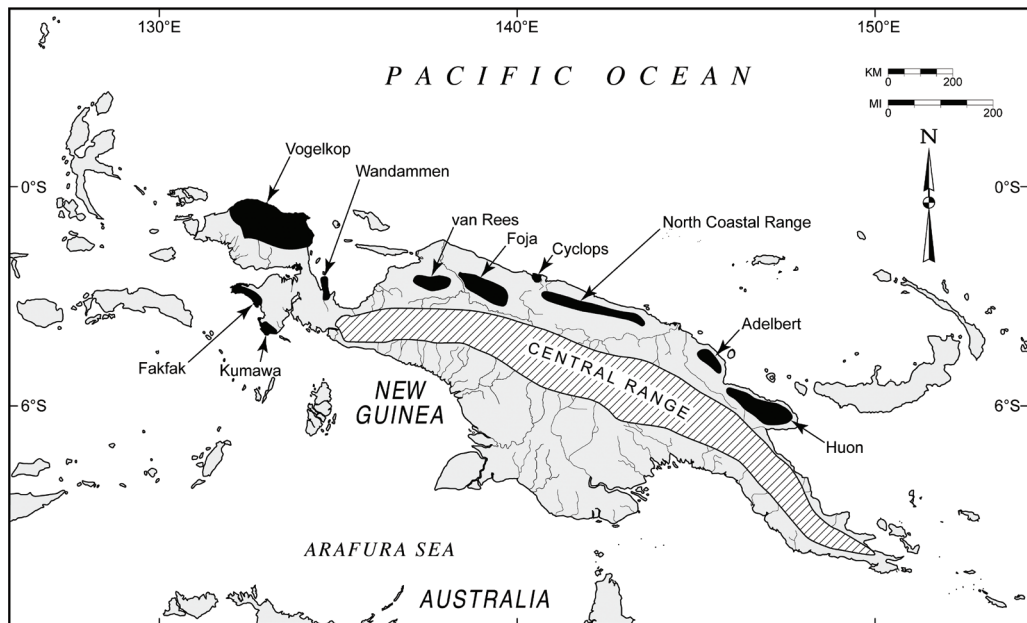 130°E
140°E
150°E
PACIFIC OCEAN
KM
0 200
MI
0 200
N
Vogelkop
Wandammen
0°S
0°S
van Rees
Foja
Cyclops
North Coastal Range
Adelbert
Fakfak
Kumawa
CENTRAL RANGE
NEW
GUINEA
6°S
6°S
Huon
ARAFURA SEA
AUSTRALIA